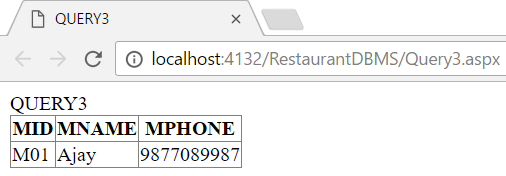 QUERY3
localhost:4132/RestaurantDBMS/Query3.aspx
QUERY3
MID MNAME MPHONE
M01 Ajay 9877089987